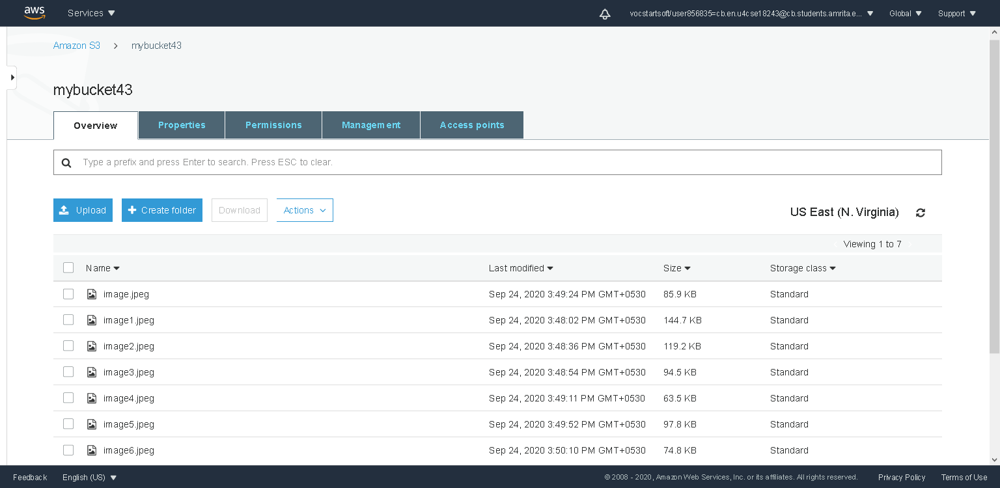 aws Services vocstartsoft/user856835=cb.en.u4cse18243@cb.students.amrita.e... Global Support
Amazon S3 mybucket43
mybucket43
Overview Properties Permissions Management Access points
Type a prefix and press Enter to search. Press ESC to clear.
Upload Create folder Download Actions US East (N. Virginia)
Viewing 1 to 7
Name Last modified Size Storage class
image.jpeg Sep 24, 2020 3:49:24 PM GMT+0530 85.9 KB Standard
image1.jpeg Sep 24, 2020 3:48:02 PM GMT+0530 144.7 KB Standard
image2.jpeg Sep 24, 2020 3:48:36 PM GMT+0530 119.2 KB Standard
image3.jpeg Sep 24, 2020 3:48:54 PM GMT+0530 94.5 KB Standard
image4.jpeg Sep 24, 2020 3:49:11 PM GMT+0530 63.5 KB Standard
image5.jpeg Sep 24, 2020 3:49:52 PM GMT+0530 97.8 KB Standard
image6.jpeg Sep 24, 2020 3:50:10 PM GMT+0530 74.8 KB Standard
Feedback English (US) © 2008 - 2020, Amazon Web Services, Inc. or its affiliates. All rights reserved. Privacy Policy Terms of Use